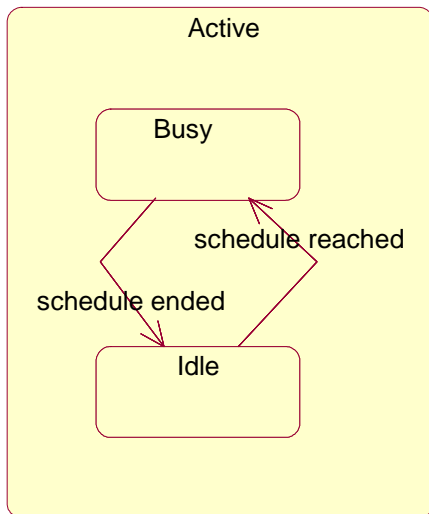 Active
Busy
schedule reached
schedule ended
Idle